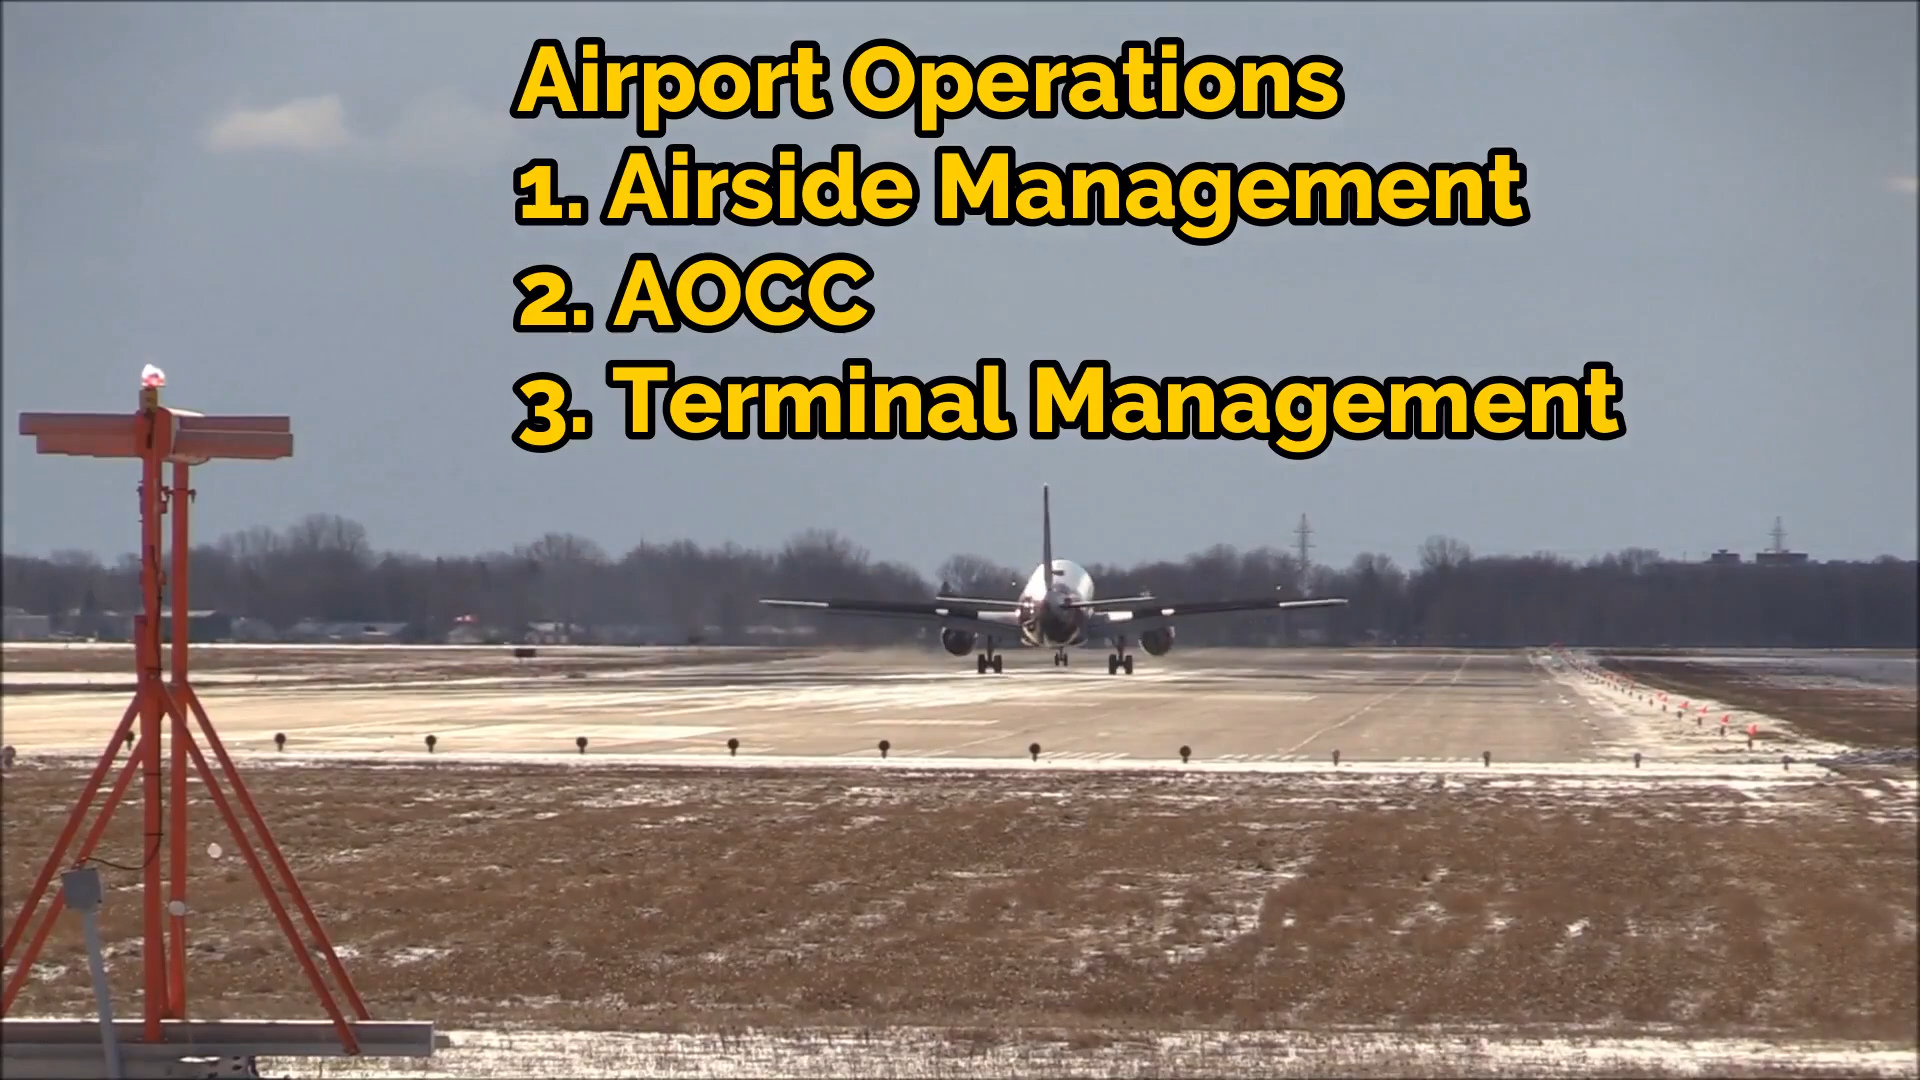 Airport Operations
1. Airside Management
2. AOCC
3. Terminal Management